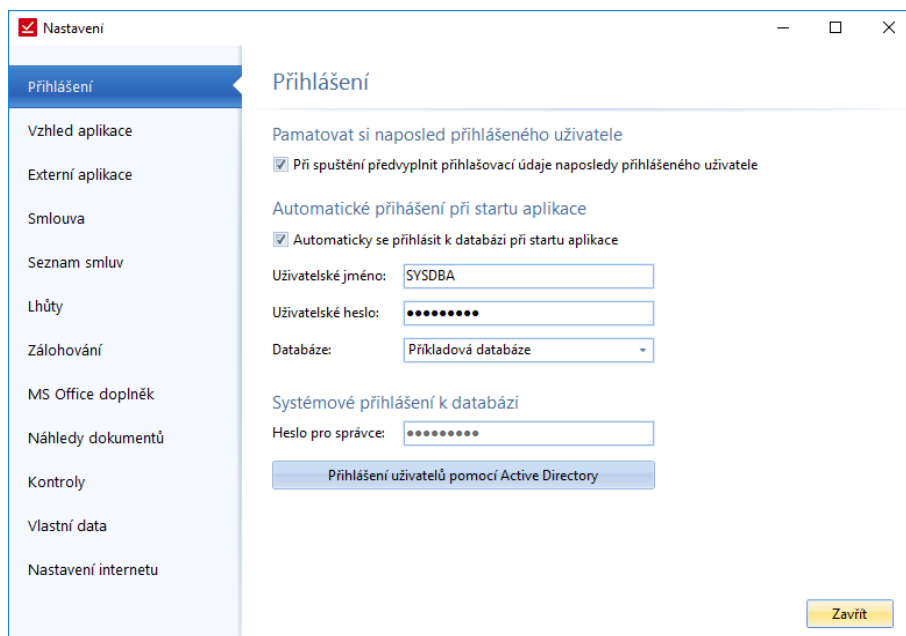 Nastavení
Přihlášení
Vzhled aplikace
Externí aplikace
Smlouva
Seznam smluv
Lhůty
Zálohování
MS Office doplněk
Náhledy dokumentů
Kontroly
Vlastní data
Nastavení internetu
Přihlášení
Pamatovat si naposled přihlášeného uživatele
Při spuštění předvyplnit přihlašovací údaje naposledy přihlášeného uživatele
Automatické přihášení při startu aplikace
Automaticky se přihlásit k databázi při startu aplikace
Uživatelské jméno: SYSDBA
Uživatelské heslo: ●●●●●●●●●
Databáze: Příkladová databáze
Systémové přihlášení k databázi
Heslo pro správce: ●●●●●●●●●
Přihlášení uživatelů pomocí Active Directory
Zavřít